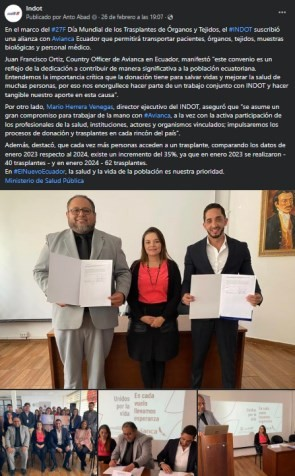 Indot
Publicado por Anto Abad · 28 de febrero a las 19:07 ·
En el marco del #27F Día Mundial de los Trasplantes de Órganos y Tejidos, el #INDOT suscribió
una alianza con Avianca Ecuador que permitirá transportar pacientes, órganos, tejidos, muestras
biológicas y personal médico.
Juan Francisco Ortiz, Country Officer de Avianca en Ecuador, manifestó "este convenio es un
reflejo de la dedicación a contribuir de manera significativa a la población ecuatoriana.
Entendemos la importancia crítica que la donación tiene para salvar vidas y mejorar la salud de
muchas personas, por eso nos enorgullece hacer parte de un trabajo conjunto con INDOT y hacer
tangible nuestro aporte en esta causa".
Por otro lado, Mario Herrera Venegas, director ejecutivo del INDOT, aseguró que "se asume un
gran compromiso para trabajar de la mano con #Avianca, a la vez con la activa participación de
los profesionales de la salud, instituciones, actores y organismos vinculados; impulsaremos los
procesos de donación y trasplantes en cada rincón del país".
Además, destacó, que cada vez más personas acceden a un trasplante, comparando los datos de
enero 2023 respecto al 2024, existe un incremento del 35%, ya que en enero 2023 se realizaron -
40 trasplantes - y en enero 2024 - 62 trasplantes.
En #ElNuevoEcuador, la salud y la vida de la población es nuestra prioridad.
Ministerio de Salud Pública
Unidos
por la
vida
En cada
vuelo
llevamos
esperanza